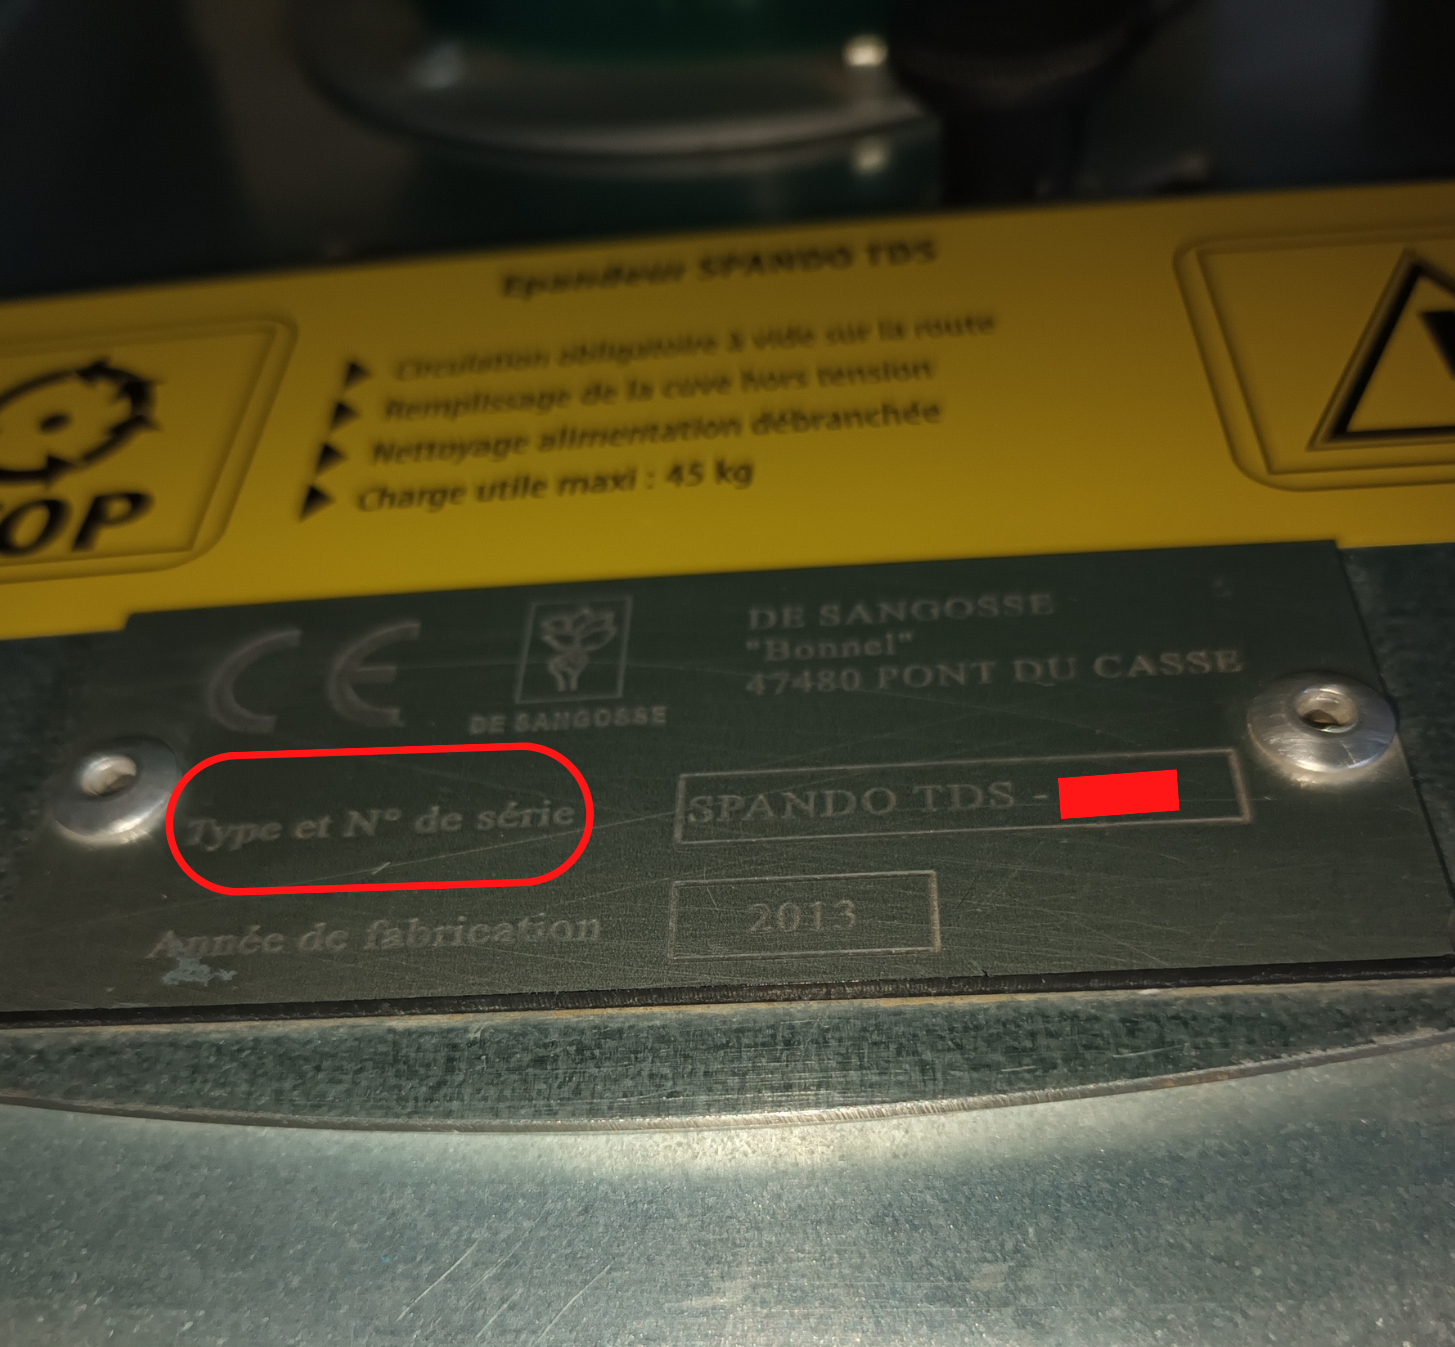 Epandeur SPANDO TDS
Circulation obligatoire à vide sur la route
Remplissage de la cuve hors tension
Nettoyage alimentation débranchée
Charge utile maxi : 45 kg
OP
CE
DE SANGOSSE
DE SANGOSSE
"Bonnel"
47480 PONT DU CASSE
Type et N° de série
SPANDO TDS -
Année de fabrication
2013